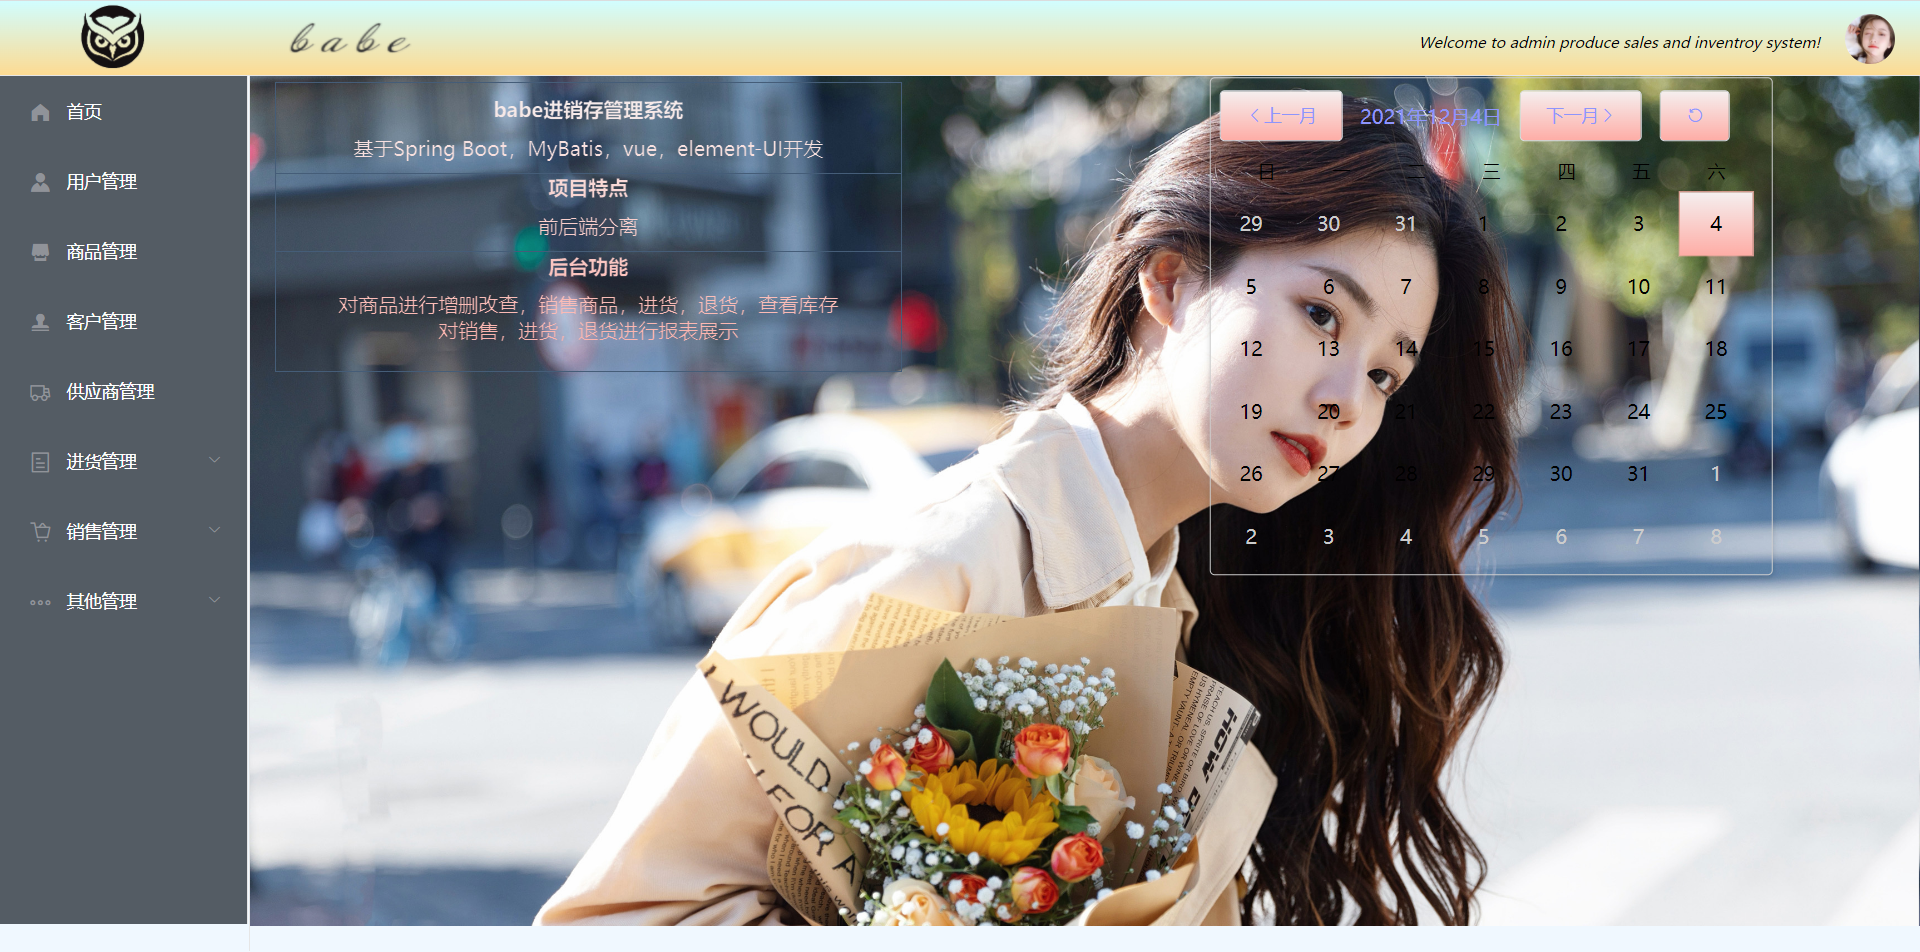 babe
Welcome to admin produce sales and inventroy system!
首页
用户管理
商品管理
客户管理
供应商管理
进货管理
销售管理
其他管理
babe进销存管理系统
基于Spring Boot，MyBatis，vue，element-UI开发
项目特点
前后端分离
后台功能
对商品进行增删改查，销售商品，进货，退货，查看库存
对销售，进货，退货进行报表展示
上一月 2021年12月4日 下一月
日 一 二 三 四 五 六
29 30 31 1 2 3 4
5 6 7 8 9 10 11
12 13 14 15 16 17 18
19 20 21 22 23 24 25
26 27 28 29 30 31 1
2 3 4 5 6 7 8
I WOULD
FOR A
HOW